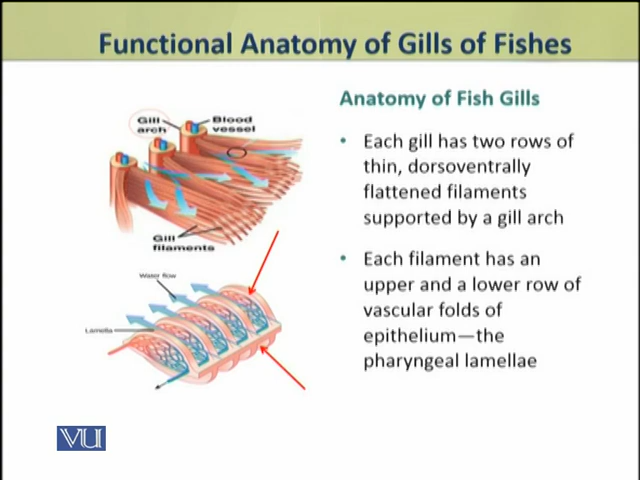 Functional Anatomy of Gills of Fishes
Anatomy of Fish Gills
Gill
arch
Blood
vessel
Gill
filaments
• Each gill has two rows of
thin, dorsoventrally
flattened filaments
supported by a gill arch
Water flow
Lamella
• Each filament has an
upper and a lower row of
vascular folds of
epithelium—the
pharyngeal lamellae
VU